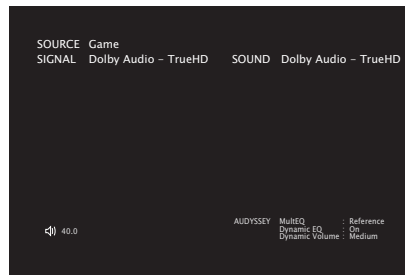 SOURCE Game
SIGNAL Dolby Audio – TrueHD SOUND Dolby Audio – TrueHD
AUDYSSEY MultEQ : Reference
Dynamic EQ : On
Dynamic Volume : Medium
40.0